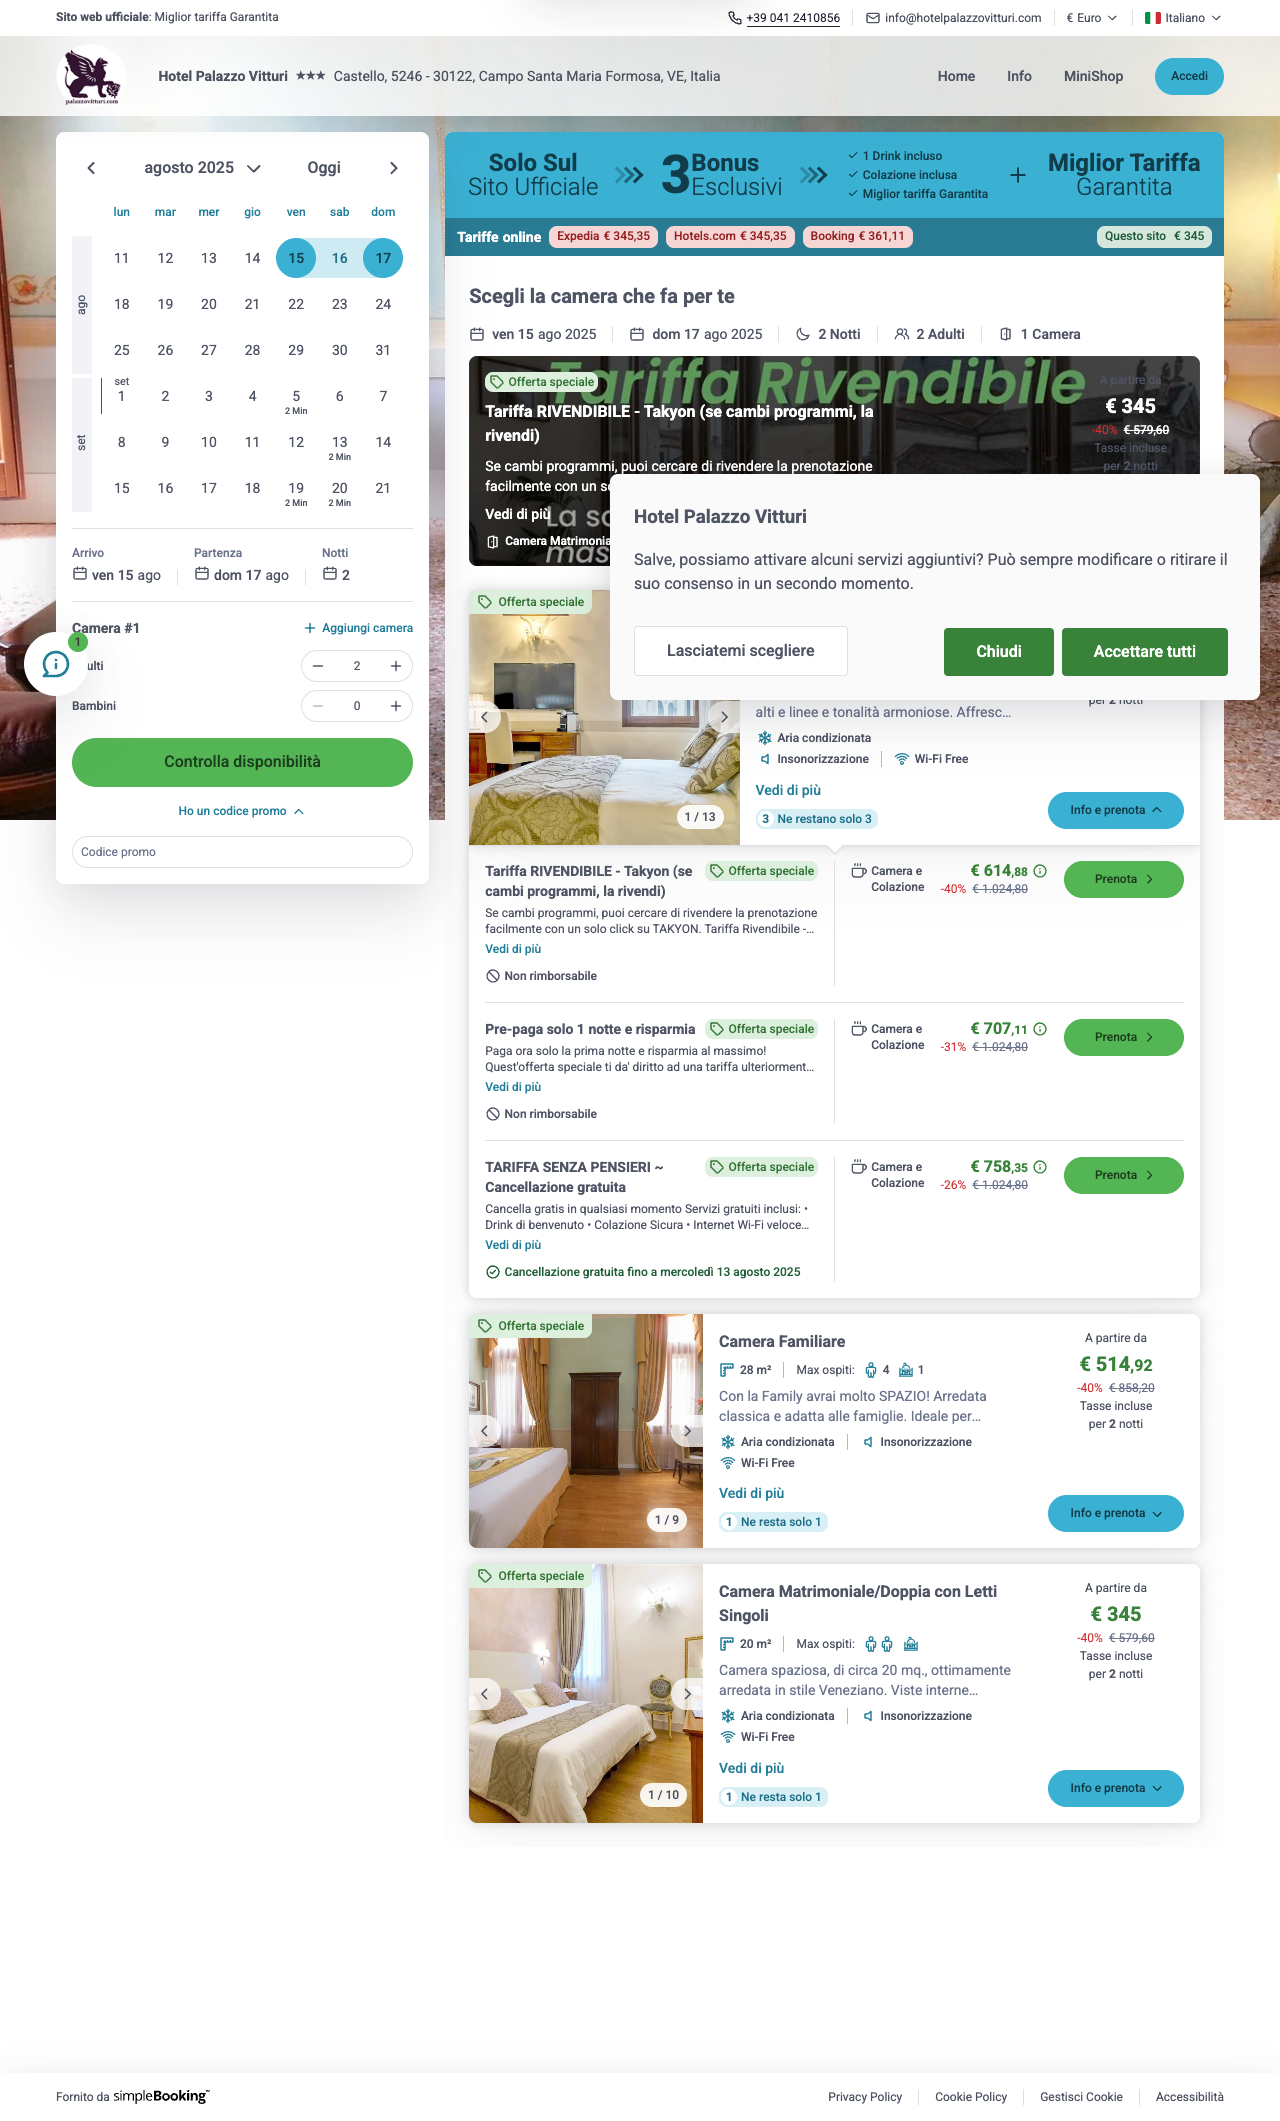 Sito web ufficiale: Miglior tariffa Garantita
+39 041 2410856
info@hotelpalazzovitturi.com
€ Euro
Italiano
palazzovitturi.com
Hotel Palazzo Vitturi ★★★ Castello, 5246 - 30122, Campo Santa Maria Formosa, VE, Italia
Home
Info
MiniShop
Accedi
agosto 2025
Oggi
lun mar mer gio ven sab dom
ago
11 12 13 14 15 16 17
18 19 20 21 22 23 24
25 26 27 28 29 30 31
set
set
1 2 3 4 5 6 7
2 Min
8 9 10 11 12 13 14
2 Min
15 16 17 18 19 20 21
2 Min 2 Min
Arrivo Partenza Notti
ven 15 ago dom 17 ago 2
Camera #1
Aggiungi camera
1
ulti
2
Bambini
0
Controlla disponibilità
Ho un codice promo
Codice promo
Solo Sul
Sito Ufficiale
3 Bonus
Esclusivi
1 Drink incluso
Colazione inclusa
Miglior tariffa Garantita
Miglior Tariffa
Garantita
Tariffe online
Expedia € 345,35
Hotels.com € 345,35
Booking € 361,11
Questo sito € 345
Scegli la camera che fa per te
ven 15 ago 2025
dom 17 ago 2025
2 Notti
2 Adulti
1 Camera
Tariffa Rivendibile
Offerta speciale
Tariffa RIVENDIBILE - Takyon (se cambi programmi, la
rivendi)
Se cambi programmi, puoi cercare di rivendere la prenotazione
facilmente con un s
Vedi di più
Camera Matrimonia
A partire da
€ 345
-40% € 579,60
Tasse incluse
per 2 notti
Hotel Palazzo Vitturi
Salve, possiamo attivare alcuni servizi aggiuntivi? Può sempre modificare o ritirare il
suo consenso in un secondo momento.
Lasciatemi scegliere
Chiudi
Accettare tutti
Offerta speciale
1 / 13
alti e linee e tonalità armoniose. Affresc…
per 2 notti
Aria condizionata
Insonorizzazione
Wi-Fi Free
Vedi di più
3 Ne restano solo 3
Info e prenota
Tariffa RIVENDIBILE - Takyon (se
cambi programmi, la rivendi)
Offerta speciale
Se cambi programmi, puoi cercare di rivendere la prenotazione
facilmente con un solo click su TAKYON. Tariffa Rivendibile -…
Vedi di più
Non rimborsabile
Camera e
Colazione
€ 614,88
-40% € 1.024,80
Prenota
Pre-paga solo 1 notte e risparmia
Offerta speciale
Paga ora solo la prima notte e risparmia al massimo!
Quest'offerta speciale ti da' diritto ad una tariffa ulteriorment…
Vedi di più
Non rimborsabile
Camera e
Colazione
€ 707,11
-31% € 1.024,80
Prenota
TARIFFA SENZA PENSIERI ~
Cancellazione gratuita
Offerta speciale
Cancella gratis in qualsiasi momento Servizi gratuiti inclusi: •
Drink di benvenuto • Colazione Sicura • Internet Wi-Fi veloce…
Vedi di più
Cancellazione gratuita fino a mercoledì 13 agosto 2025
Camera e
Colazione
€ 758,35
-26% € 1.024,80
Prenota
Offerta speciale
1 / 9
Camera Familiare
28 m²
Max ospiti: 4 1
Con la Family avrai molto SPAZIO! Arredata
classica e adatta alle famiglie. Ideale per…
Aria condizionata
Insonorizzazione
Wi-Fi Free
Vedi di più
1 Ne resta solo 1
A partire da
€ 514,92
-40% € 858,20
Tasse incluse
per 2 notti
Info e prenota
Offerta speciale
1 / 10
Camera Matrimoniale/Doppia con Letti
Singoli
20 m²
Max ospiti:
Camera spaziosa, di circa 20 mq., ottimamente
arredata in stile Veneziano. Viste interne…
Aria condizionata
Insonorizzazione
Wi-Fi Free
Vedi di più
1 Ne resta solo 1
A partire da
€ 345
-40% € 579,60
Tasse incluse
per 2 notti
Info e prenota
Fornito da simpleBooking
Privacy Policy
Cookie Policy
Gestisci Cookie
Accessibilità